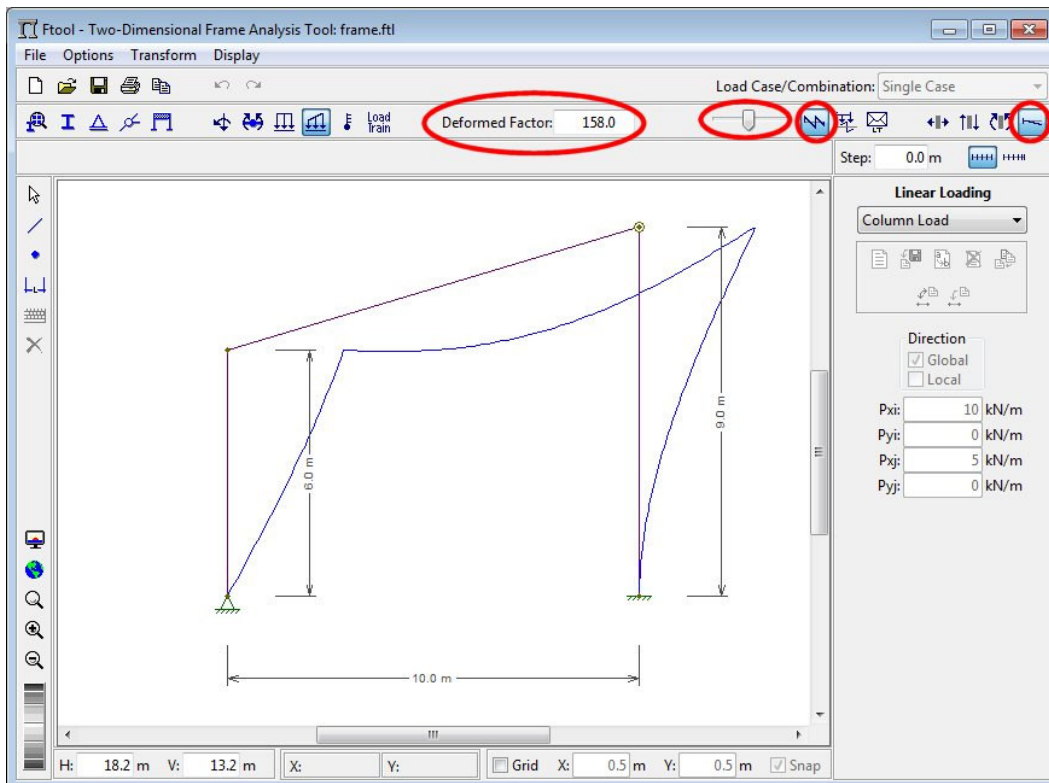 Ftool - Two-Dimensional Frame Analysis Tool: frame.ftl
File Options Transform Display
Load Case/Combination: Single Case
Load Train
Deformed Factor: 158.0
Step: 0.0 m
Linear Loading
Column Load
Direction
Global
Local
Pxi: 10 kN/m
Pyi: 0 kN/m
Pxj: 5 kN/m
Pyj: 0 kN/m
6.0 m
9.0 m
10.0 m
H: 18.2 m V: 13.2 m X: Y: Grid X: 0.5 m Y: 0.5 m Snap